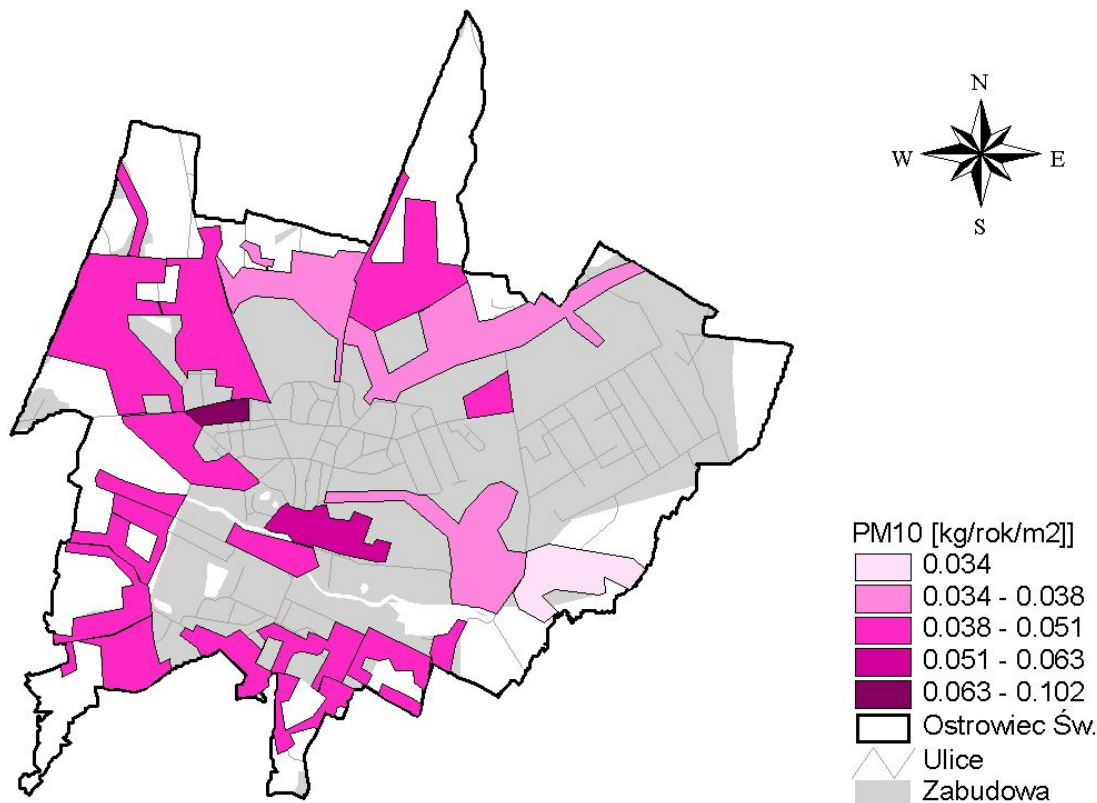 N
W E
S
PM10 [kg/rok/m2]]
0.034
0.034 - 0.038
0.038 - 0.051
0.051 - 0.063
0.063 - 0.102
Ostrowiec Św.
Ulice
Zabudowa